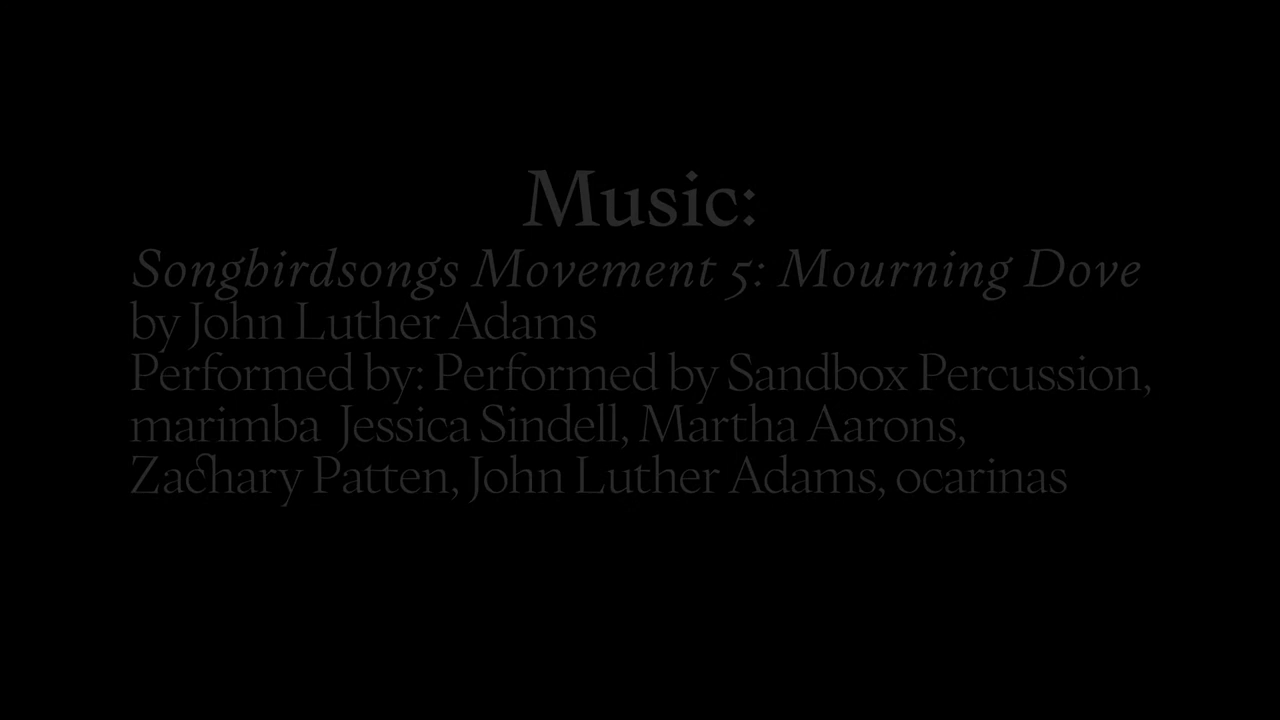 Music:
Songbirdsongs Movement 5: Mourning Dove
by John Luther Adams
Performed by: Performed by Sandbox Percussion,
marimba  Jessica Sindell, Martha Aarons,
Zachary Patten, John Luther Adams, ocarinas